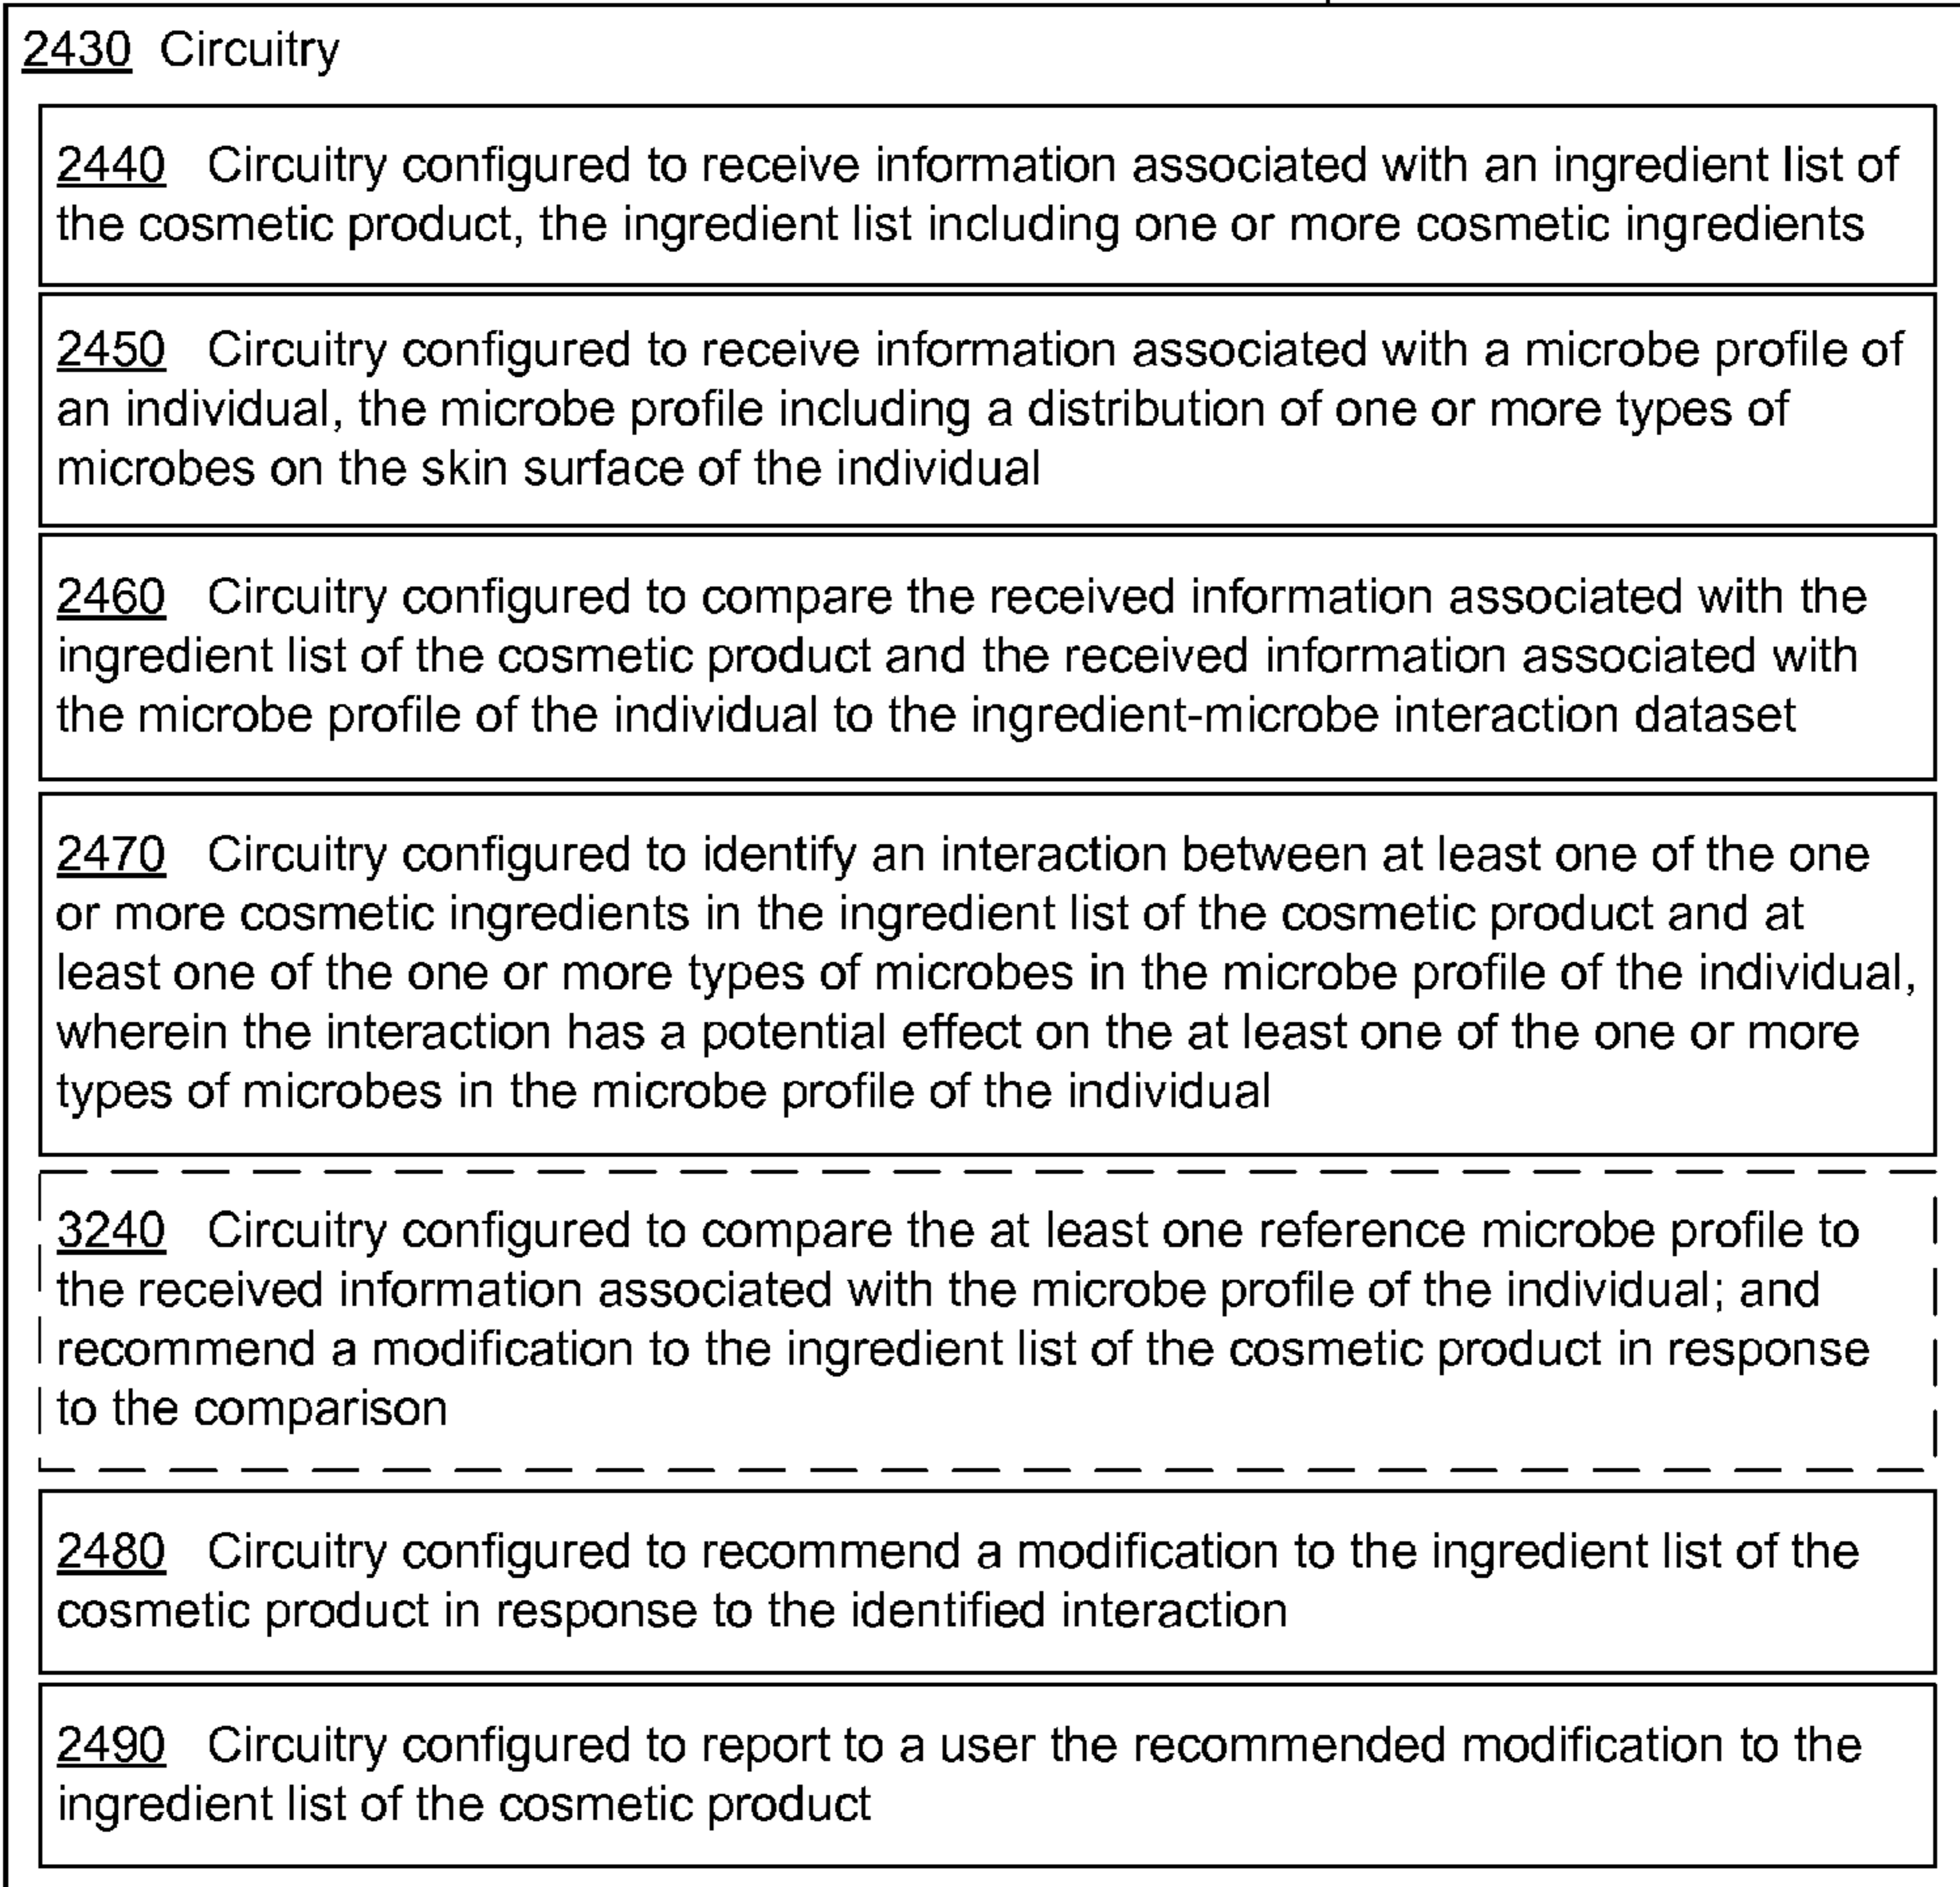 2430 Circuitry
2440 Circuitry configured to receive information associated with an ingredient list of
the cosmetic product, the ingredient list including one or more cosmetic ingredients
2450 Circuitry configured to receive information associated with a microbe profile of
an individual, the microbe profile including a distribution of one or more types of
microbes on the skin surface of the individual
2460 Circuitry configured to compare the received information associated with the
ingredient list of the cosmetic product and the received information associated with
the microbe profile of the individual to the ingredient-microbe interaction dataset
2470 Circuitry configured to identify an interaction between at least one of the one
or more cosmetic ingredients in the ingredient list of the cosmetic product and at
least one of the one or more types of microbes in the microbe profile of the individual,
wherein the interaction has a potential effect on the at least one of the one or more
types of microbes in the microbe profile of the individual
3240 Circuitry configured to compare the at least one reference microbe profile to
the received information associated with the microbe profile of the individual; and
recommend a modification to the ingredient list of the cosmetic product in response
to the comparison
2480 Circuitry configured to recommend a modification to the ingredient list of the
cosmetic product in response to the identified interaction
2490 Circuitry configured to report to a user the recommended modification to the
ingredient list of the cosmetic product